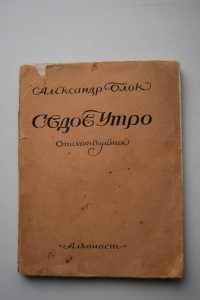 Александр Блок
Седое Утро
Стихотворения
„Алконост"